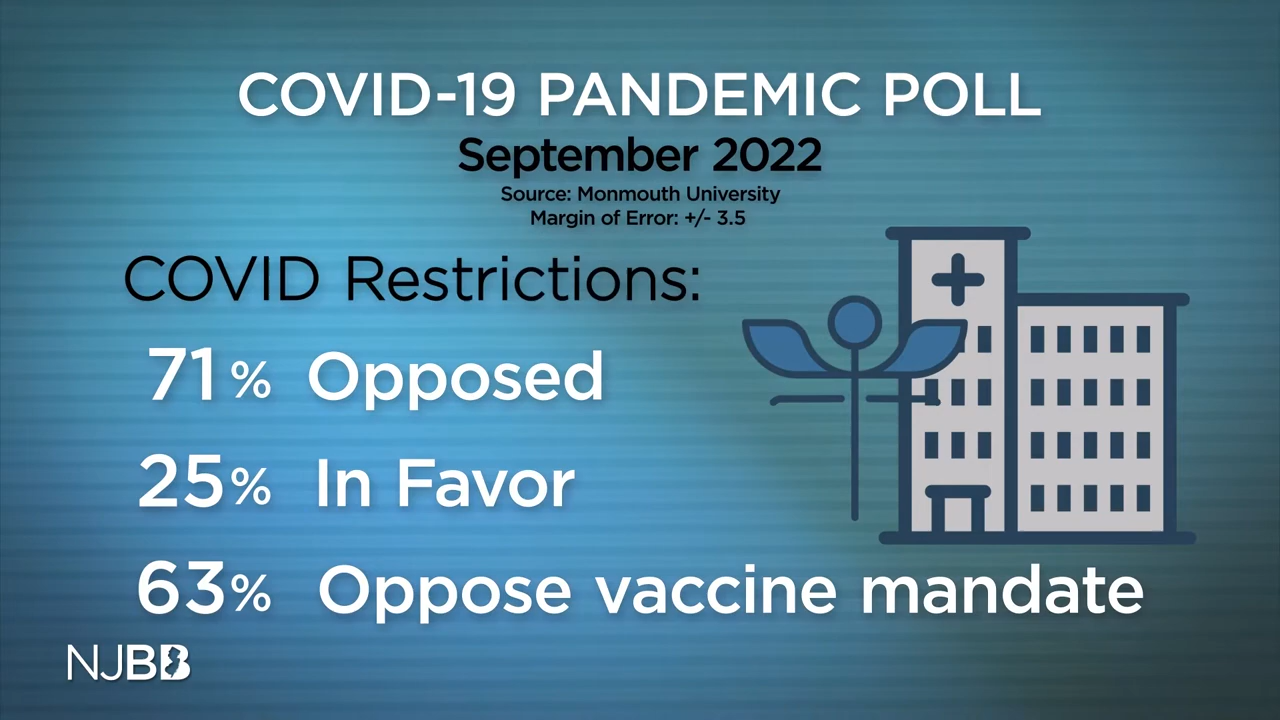 COVID-19 PANDEMIC POLL
September 2022
Source: Monmouth University
Margin of Error: +/- 3.5
COVID Restrictions:
71% Opposed
25% In Favor
63% Oppose vaccine mandate
NJBB